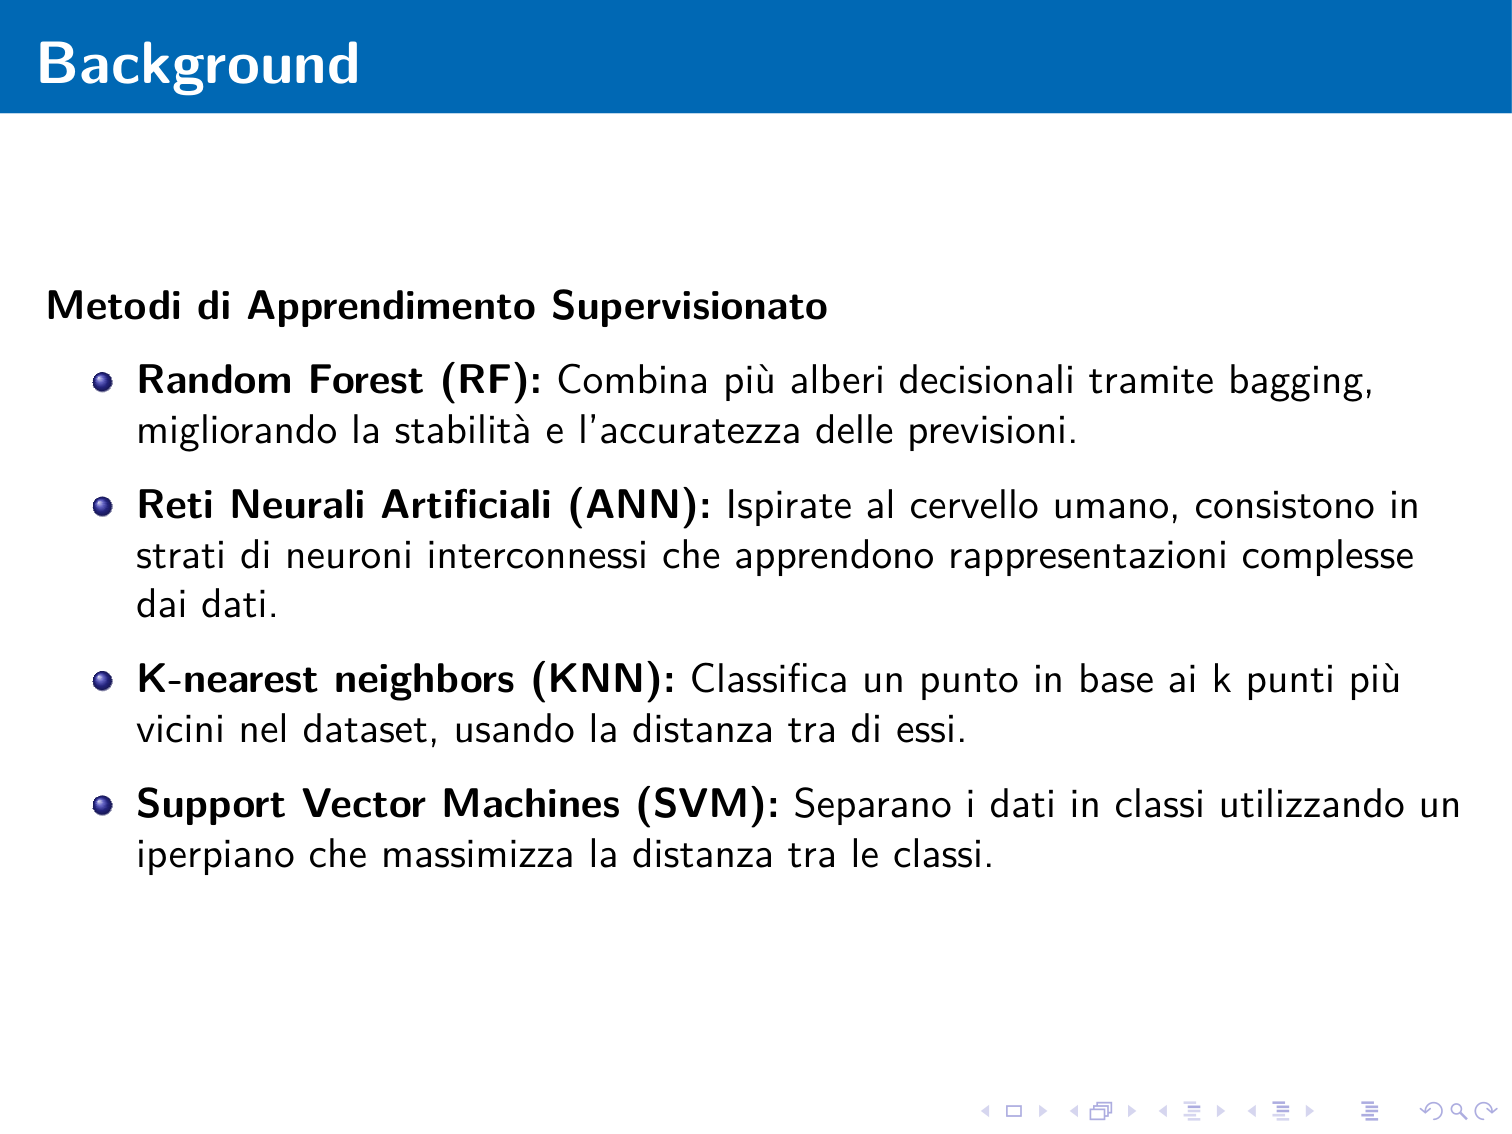 Background
Metodi di Apprendimento Supervisionato
Random Forest (RF): Combina più alberi decisionali tramite bagging,
migliorando la stabilità e l'accuratezza delle previsioni.
Reti Neurali Artificiali (ANN): Ispirate al cervello umano, consistono in
strati di neuroni interconnessi che apprendono rappresentazioni complesse
dai dati.
K-nearest neighbors (KNN): Classifica un punto in base ai k punti più
vicini nel dataset, usando la distanza tra di essi.
Support Vector Machines (SVM): Separano i dati in classi utilizzando un
iperpiano che massimizza la distanza tra le classi.